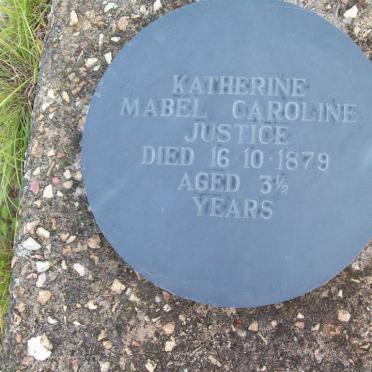 KATHERINE
MABEL CAROLINE
JUSTICE
DIED 16·10·1879
AGED 3½
YEARS